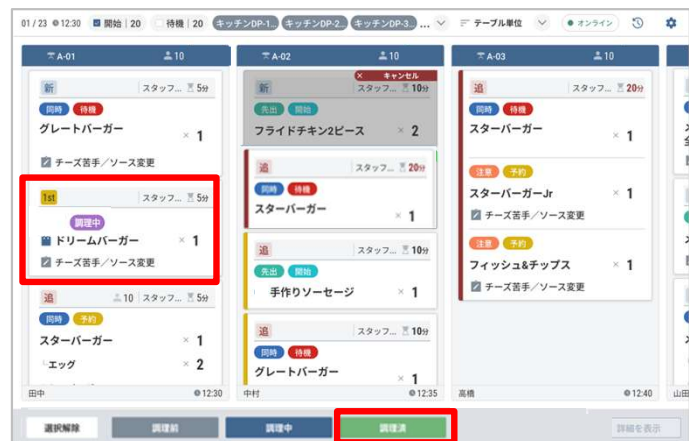 01 / 23 12:30 開始 | 20 待機 | 20 キッチンDP-1... キッチンDP-2... キッチンDP-3... ... テーブル単位 オンライン
A-01 10
新 スタッフ... 5分
同時 待機
グレートバーガー × 1
チーズ苦手／ソース変更
1st スタッフ... 5分
調理中
ドリームバーガー × 1
チーズ苦手／ソース変更
追 10 スタッフ... 5分
同時 予約
スターバーガー × 1
エッグ × 2
田中 12:30
A-02 10
× キャンセル
新 スタッフ... 10分
先出 開始
フライドチキン2ピース × 2
追 スタッフ... 20分
同時 待機
スターバーガー × 1
追 スタッフ... 10分
先出 開始
手作りソーセージ × 1
追 スタッフ... 10分
同時 待機
グレートバーガー × 1
中村 12:35
A-03 10
追 スタッフ... 20分
同時 待機
スターバーガー × 1
注意 予約
スターバーガーJr × 1
チーズ苦手／ソース変更
注意 予約
フィッシュ&チップス × 1
チーズ苦手／ソース変更
高橋 12:40
山田
選択解除 調理前 調理中 調理済 詳細を表示